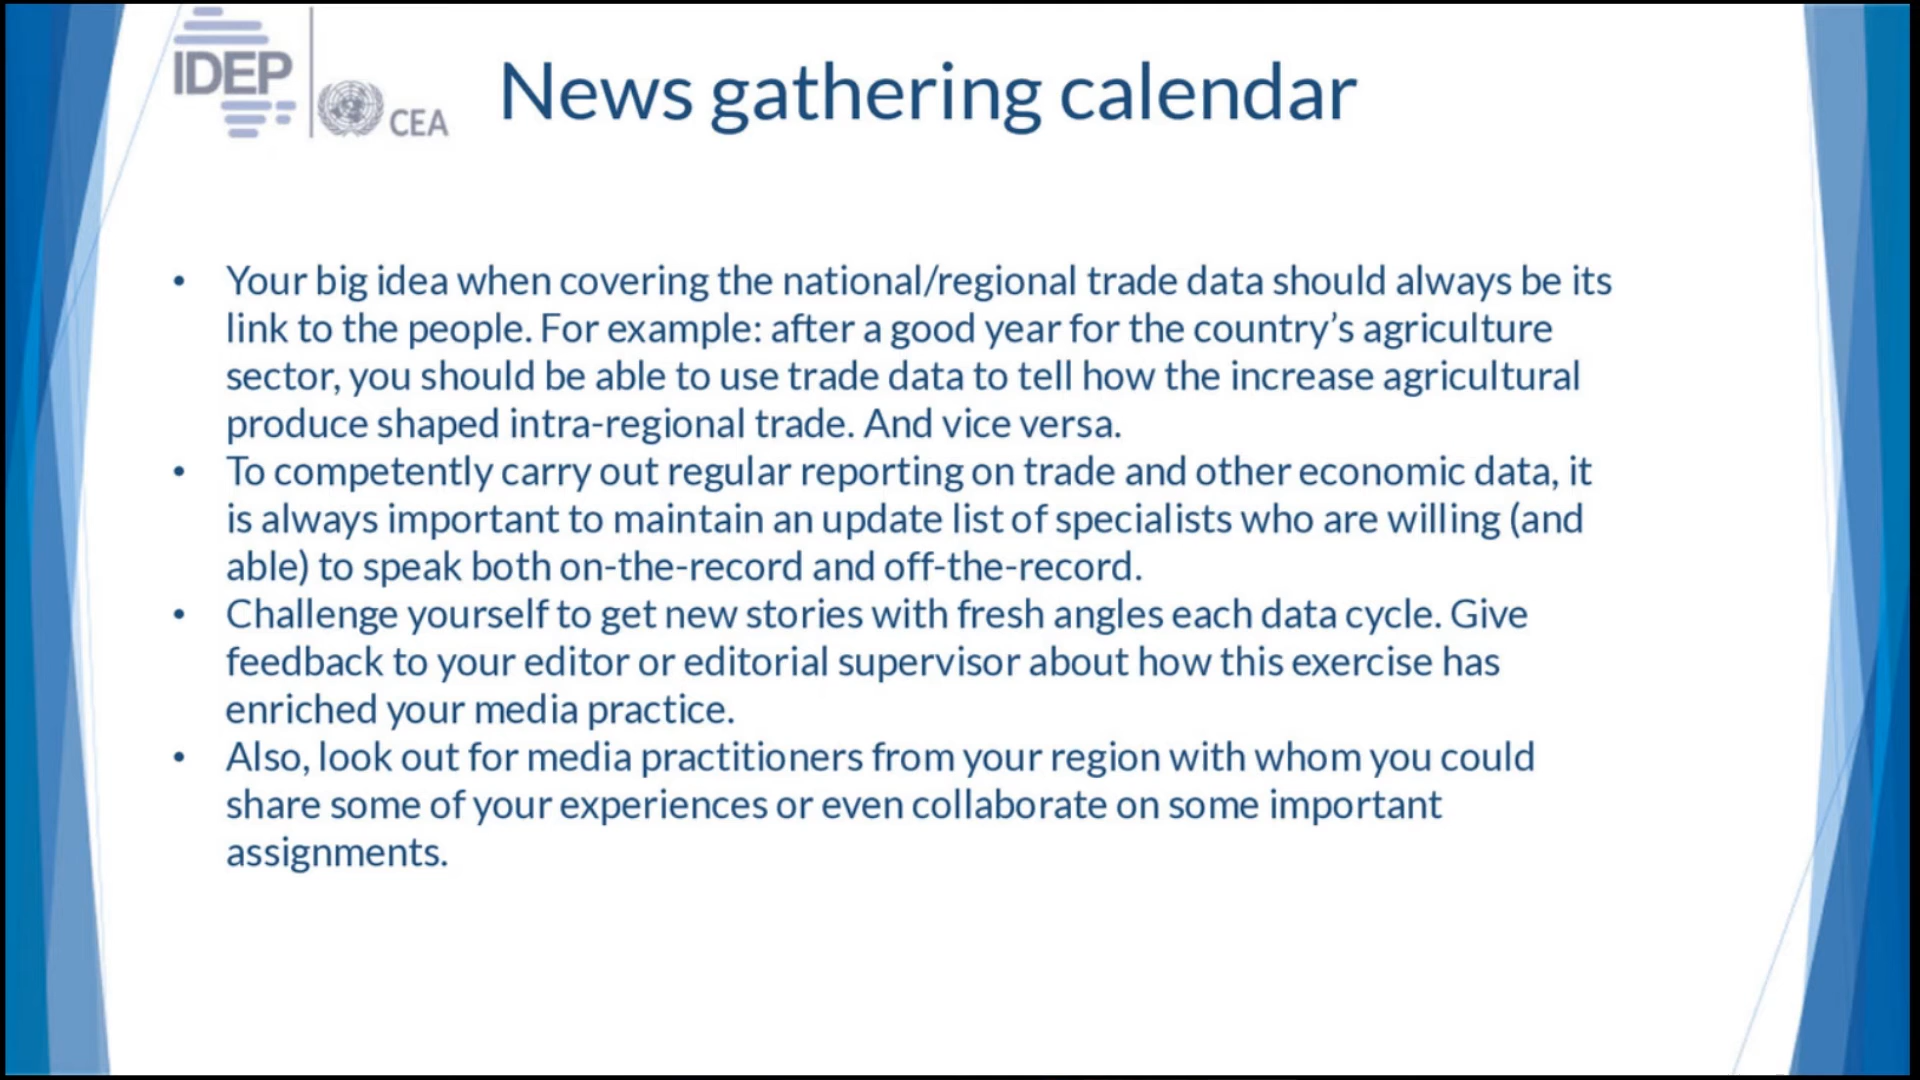 IDEP
CEA
News gathering calendar
• Your big idea when covering the national/regional trade data should always be its
link to the people. For example: after a good year for the country’s agriculture
sector, you should be able to use trade data to tell how the increase agricultural
produce shaped intra-regional trade. And vice versa.
• To competently carry out regular reporting on trade and other economic data, it
is always important to maintain an update list of specialists who are willing (and
able) to speak both on-the-record and off-the-record.
• Challenge yourself to get new stories with fresh angles each data cycle. Give
feedback to your editor or editorial supervisor about how this exercise has
enriched your media practice.
• Also, look out for media practitioners from your region with whom you could
share some of your experiences or even collaborate on some important
assignments.